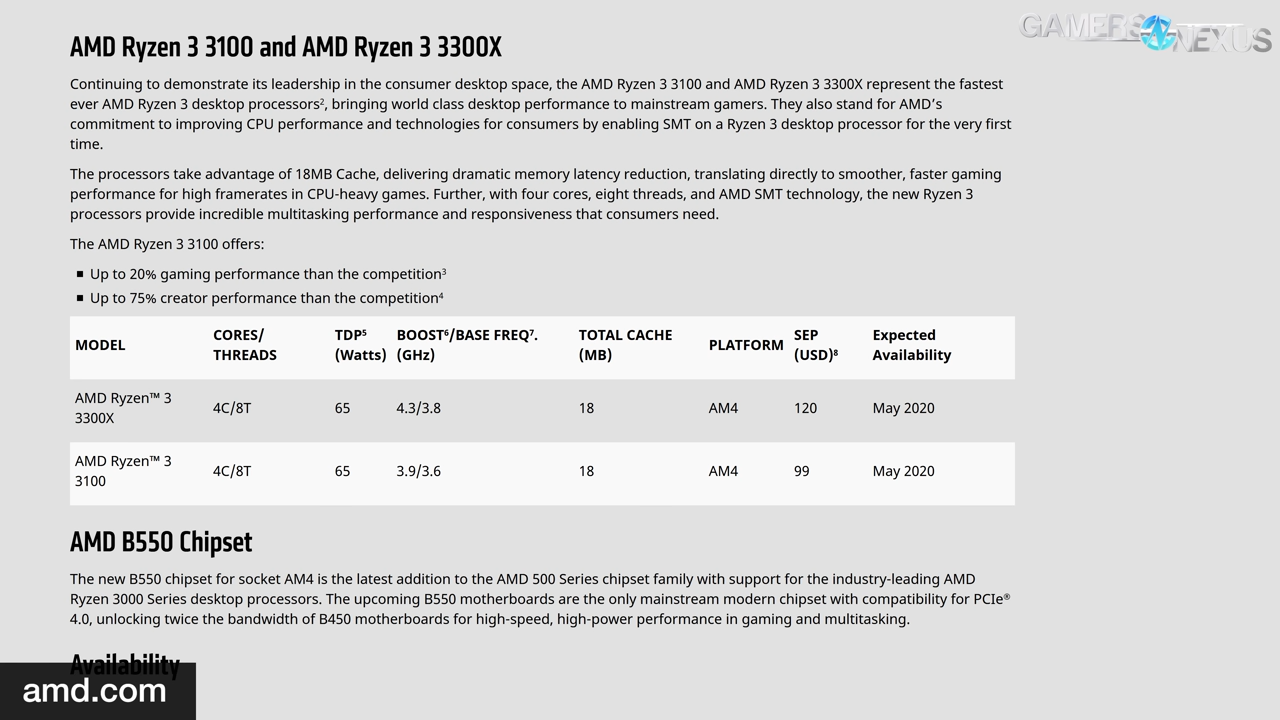 GAMERS NEXUS
AMD Ryzen 3 3100 and AMD Ryzen 3 3300X
Continuing to demonstrate its leadership in the consumer desktop space, the AMD Ryzen 3 3100 and AMD Ryzen 3 3300X represent the fastest
ever AMD Ryzen 3 desktop processors², bringing world class desktop performance to mainstream gamers. They also stand for AMD’s
commitment to improving CPU performance and technologies for consumers by enabling SMT on a Ryzen 3 desktop processor for the very first
time.
The processors take advantage of 18MB Cache, delivering dramatic memory latency reduction, translating directly to smoother, faster gaming
performance for high framerates in CPU-heavy games. Further, with four cores, eight threads, and AMD SMT technology, the new Ryzen 3
processors provide incredible multitasking performance and responsiveness that consumers need.
The AMD Ryzen 3 3100 offers:
■ Up to 20% gaming performance than the competition³
■ Up to 75% creator performance than the competition⁴
MODEL CORES/ THREADS TDP⁵ (Watts) BOOST⁶/BASE FREQ⁷. (GHz) TOTAL CACHE (MB) PLATFORM SEP (USD)⁸ Expected Availability
AMD Ryzen™ 3 3300X 4C/8T 65 4.3/3.8 18 AM4 120 May 2020
AMD Ryzen™ 3 3100 4C/8T 65 3.9/3.6 18 AM4 99 May 2020
AMD B550 Chipset
The new B550 chipset for socket AM4 is the latest addition to the AMD 500 Series chipset family with support for the industry-leading AMD
Ryzen 3000 Series desktop processors. The upcoming B550 motherboards are the only mainstream modern chipset with compatibility for PCIe®
4.0, unlocking twice the bandwidth of B450 motherboards for high-speed, high-power performance in gaming and multitasking.
Availability
amd.com